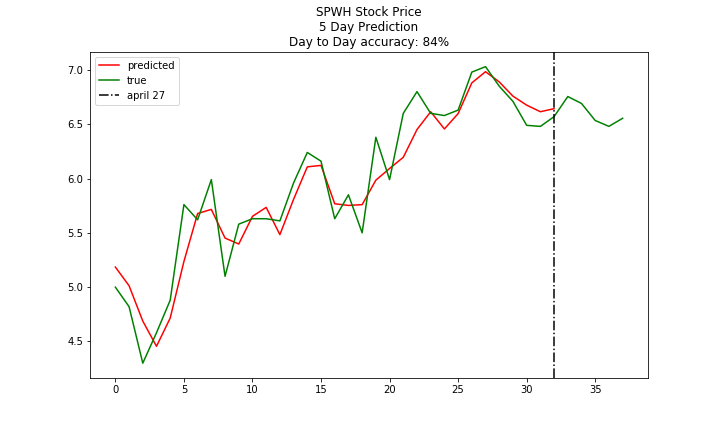 SPWH Stock Price
5 Day Prediction
Day to Day accuracy: 84%
predicted
true
april 27
7.0
6.5
6.0
5.5
5.0
4.5
0 5 10 15 20 25 30 35